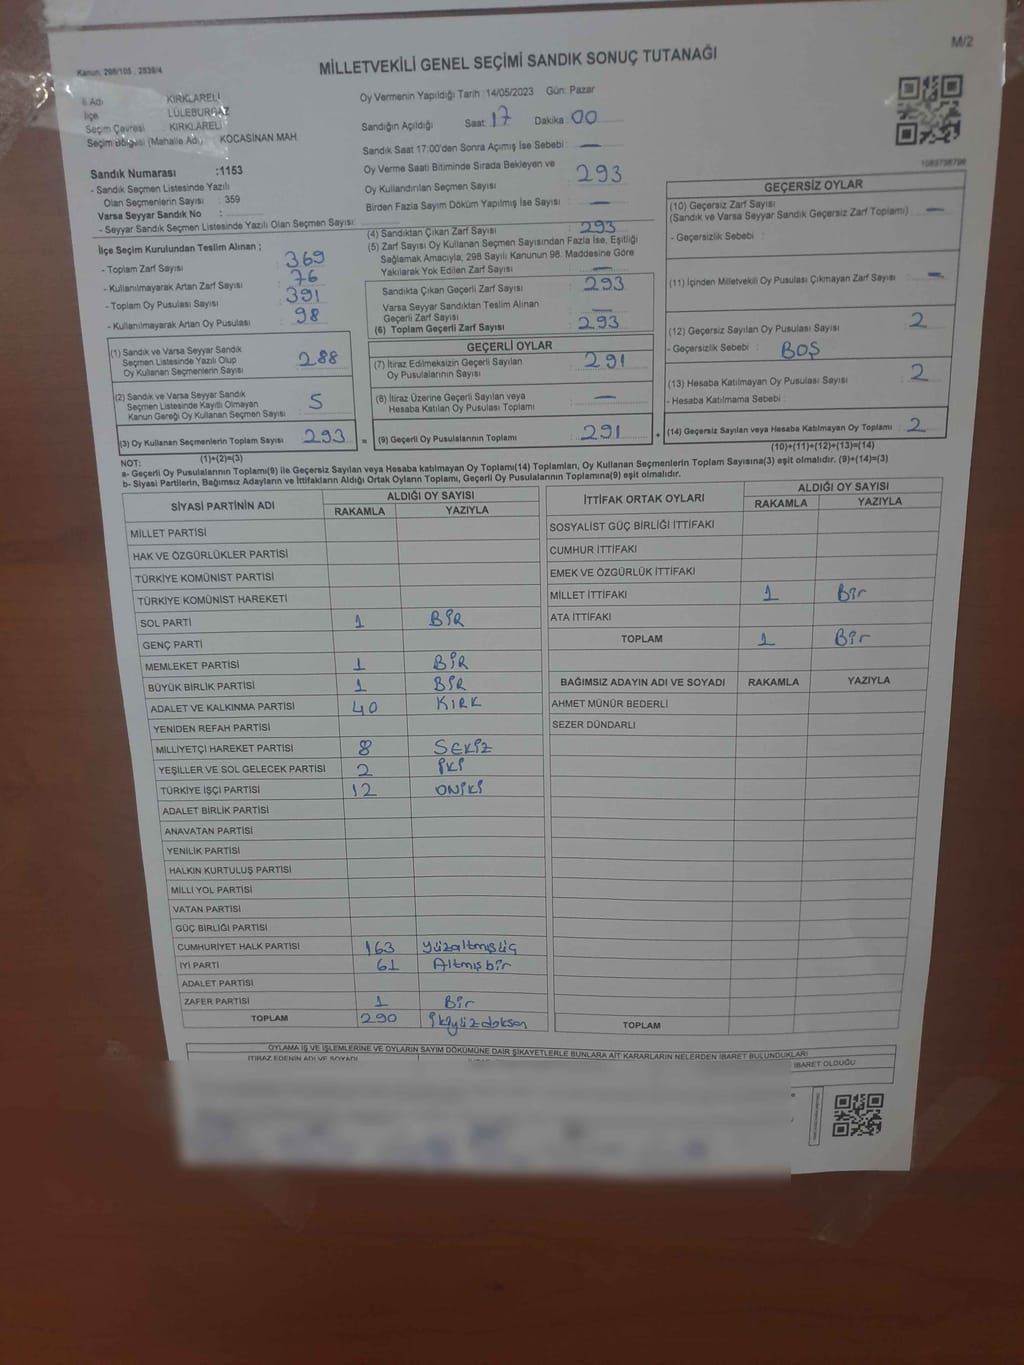 M/2
Kanun: 298/105 , 2839/4
MİLLETVEKİLİ GENEL SEÇİMİ SANDIK SONUÇ TUTANAĞI
İl Adı KIRKLARELİ
İlçe LÜLEBURGAZ
Seçim Çevresi KIRKLARELİ
Seçim Bölgesi (Mahalle Adı) KOCASİNAN MAH.
Sandık Numarası :1153
- Sandık Seçmen Listesinde Yazılı
Olan Seçmenlerin Sayısı : 359
Varsa Seyyar Sandık No :
- Seyyar Sandık Seçmen Listesinde Yazılı Olan Seçmen Sayısı:
İlçe Seçim Kurulundan Teslim Alınan ;
- Toplam Zarf Sayısı : 369
- Kullanılmayarak Artan Zarf Sayısı : 76
- Toplam Oy Pusulası Sayısı : 391
- Kullanılmayarak Artan Oy Pusulası : 98
Oy Vermenin Yapıldığı Tarih :14/05/2023 Gün: Pazar
Sandığın Açıldığı Saat: 17 Dakika: 00
Sandık Saat 17:00'den Sonra Açılmış İse Sebebi : —
Oy Verme Saati Bitiminde Sırada Bekleyen ve
Oy Kullandırılan Seçmen Sayısı : 293
Birden Fazla Sayım Döküm Yapılmış İse Sayısı : —
(4) Sandıktan Çıkan Zarf Sayısı : 293
(5) Zarf Sayısı Oy Kullanan Seçmen Sayısından Fazla İse, Eşitliği
Sağlamak Amacıyla, 298 Sayılı Kanunun 98. Maddesine Göre
Yakılarak Yok Edilen Zarf Sayısı : —
Sandıkta Çıkan Geçerli Zarf Sayısı : 293
Varsa Seyyar Sandıktan Teslim Alınan
Geçerli Zarf Sayısı : —
(6) Toplam Geçerli Zarf Sayısı : 293
1083798796
GEÇERSİZ OYLAR
(10) Geçersiz Zarf Sayısı
(Sandık ve Varsa Seyyar Sandık Geçersiz Zarf Toplamı) : —
- Geçersizlik Sebebi :
(11) İçinden Milletvekili Oy Pusulası Çıkmayan Zarf Sayısı : —
(12) Geçersiz Sayılan Oy Pusulası Sayısı : 2
- Geçersizlik Sebebi : BOŞ
(13) Hesaba Katılmayan Oy Pusulası Sayısı : 2
- Hesaba Katılmama Sebebi :
(1) Sandık ve Varsa Seyyar Sandık
Seçmen Listesinde Yazılı Olup
Oy Kullanan Seçmenlerin Sayısı : 288
(2) Sandık ve Varsa Seyyar Sandık
Seçmen Listesinde Kayıtlı Olmayan
Kanun Gereği Oy Kullanan Seçmen Sayısı : 5
GEÇERLİ OYLAR
(7) İtiraz Edilmeksizin Geçerli Sayılan
Oy Pusulalarının Sayısı : 291
(8) İtiraz Üzerine Geçerli Sayılan veya
Hesaba Katılan Oy Pusulası Toplamı : —
(3) Oy Kullanan Seçmenlerin Toplam Sayısı : 293 = (9) Geçerli Oy Pusulalarının Toplamı : 291 + (14) Geçersiz Sayılan veya Hesaba Katılmayan Oy Toplamı : 2
(1)+(2)=(3) (10)+(11)+(12)+(13)=(14)
NOT:
a- Geçerli Oy Pusulalarının Toplamı(9) ile Geçersiz Sayılan veya Hesaba katılmayan Oy Toplamı(14) Toplamları, Oy Kullanan Seçmenlerin Toplam Sayısına(3) eşit olmalıdır. (9)+(14)=(3)
b- Siyasi Partilerin, Bağımsız Adayların ve İttifakların Aldığı Ortak Oyların Toplamı, Geçerli Oy Pusulalarının Toplamına(9) eşit olmalıdır.
SİYASİ PARTİNİN ADI ALDIĞI OY SAYISI
RAKAMLA YAZIYLA
MİLLET PARTİSİ
HAK VE ÖZGÜRLÜKLER PARTİSİ
TÜRKİYE KOMÜNİST PARTİSİ
TÜRKİYE KOMÜNİST HAREKETİ
SOL PARTİ 1 BİR
GENÇ PARTİ
MEMLEKET PARTİSİ 1 BİR
BÜYÜK BİRLİK PARTİSİ 1 BİR
ADALET VE KALKINMA PARTİSİ 40 KIRK
YENİDEN REFAH PARTİSİ
MİLLİYETÇİ HAREKET PARTİSİ 8 SEKİZ
YEŞİLLER VE SOL GELECEK PARTİSİ 2 İKİ
TÜRKİYE İŞÇİ PARTİSİ 12 ONİKİ
ADALET BİRLİK PARTİSİ
ANAVATAN PARTİSİ
YENİLİK PARTİSİ
HALKIN KURTULUŞ PARTİSİ
MİLLİ YOL PARTİSİ
VATAN PARTİSİ
GÜÇ BİRLİĞİ PARTİSİ
CUMHURİYET HALK PARTİSİ 163 Yüzaltmışüç
İYİ PARTİ 61 Altmışbir
ADALET PARTİSİ
ZAFER PARTİSİ 1 Bir
TOPLAM 290 İkiyüzdoksan
İTTİFAK ORTAK OYLARI ALDIĞI OY SAYISI
RAKAMLA YAZIYLA
SOSYALİST GÜÇ BİRLİĞİ İTTİFAKI
CUMHUR İTTİFAKI
EMEK VE ÖZGÜRLÜK İTTİFAKI
MİLLET İTTİFAKI 1 Bir
ATA İTTİFAKI
TOPLAM 1 Bir
BAĞIMSIZ ADAYIN ADI VE SOYADI RAKAMLA YAZIYLA
AHMET MÜNÜR BEDERLİ
SEZER DÜNDARLI
TOPLAM
OYLAMA İŞ VE İŞLEMLERİNE VE OYLARIN SAYIM DÖKÜMÜNE DAİR ŞİKAYETLERLE BUNLARA AİT KARARLARIN NELERDEN İBARET BULUNDUKLARI
İTİRAZ EDENİN ADI VE SOYADI İBARET OLDUĞU